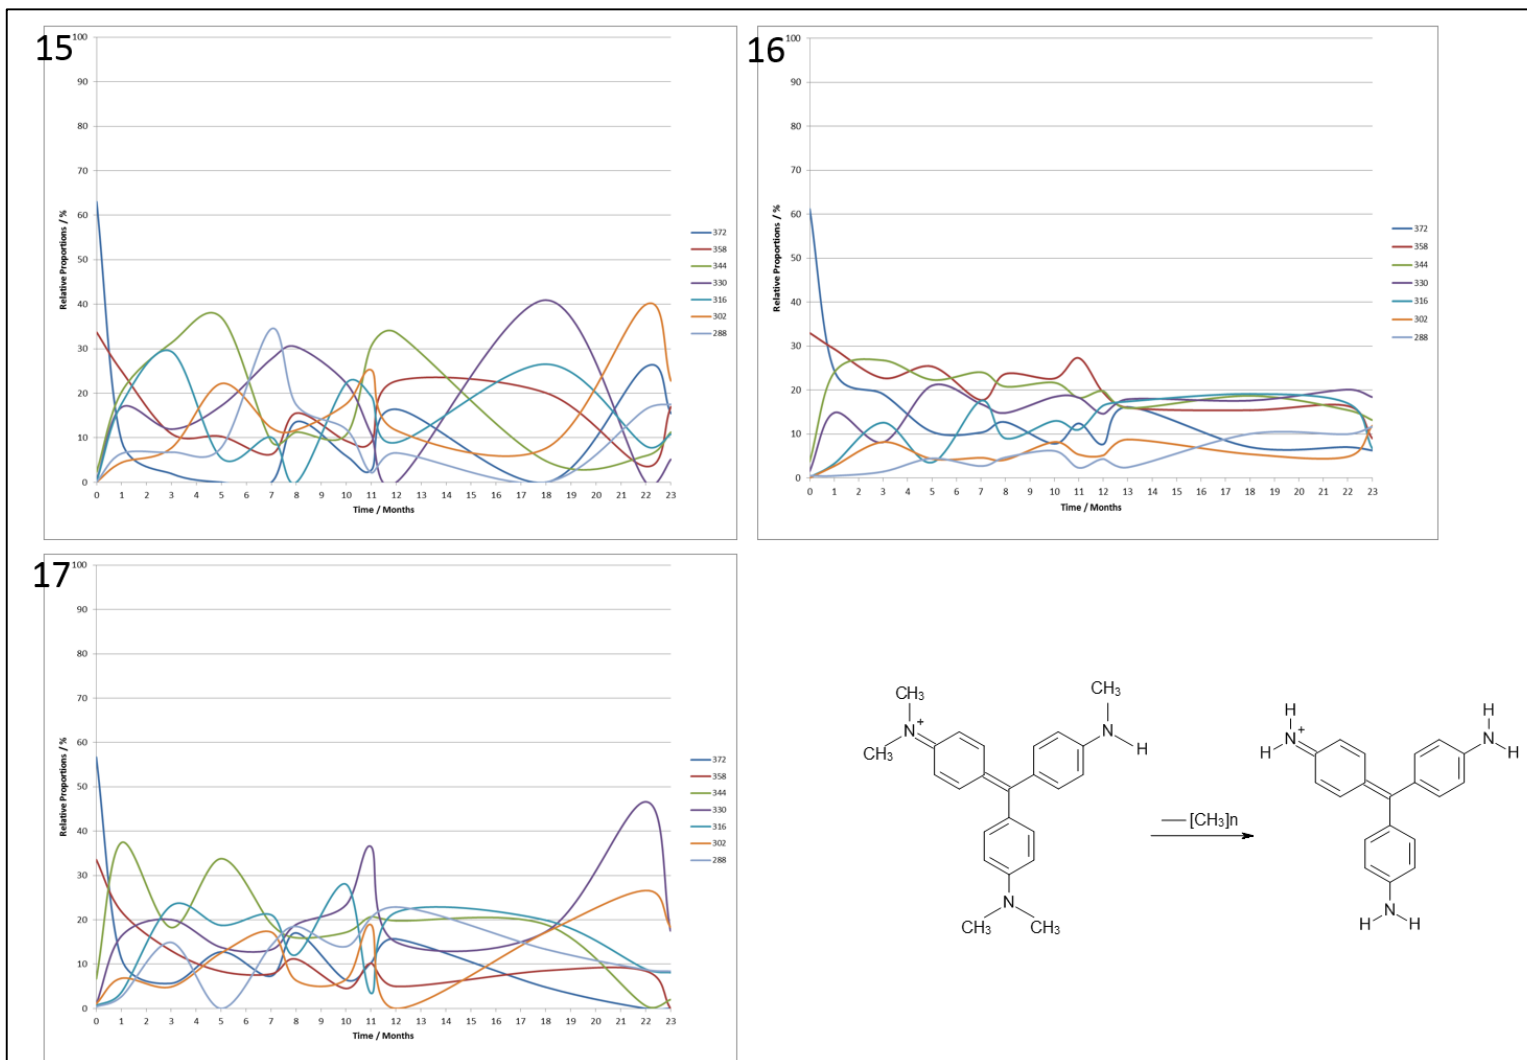 15
100
90
80
70
60
50
40
30
20
10
0
Relative Proportions / %
0 1 2 3 4 5 6 7 8 9 10 11 12 13 14 15 16 17 18 19 20 21 22 23
Time / Months
372
358
344
330
316
302
288
16
100
90
80
70
60
50
40
30
20
10
0
Relative Proportions / %
0 1 2 3 4 5 6 7 8 9 10 11 12 13 14 15 16 17 18 19 20 21 22 23
Time / Months
372
358
344
330
316
302
288
17
100
90
80
70
60
50
40
30
20
10
0
Relative Proportions / %
0 1 2 3 4 5 6 7 8 9 10 11 12 13 14 15 16 17 18 19 20 21 22 23
Time / Months
372
358
344
330
316
302
288
CH3
CH3
N+
CH3
N
H
N
CH3
CH3
— [CH3]n
H
N+
H
H
N
H
N
H
H